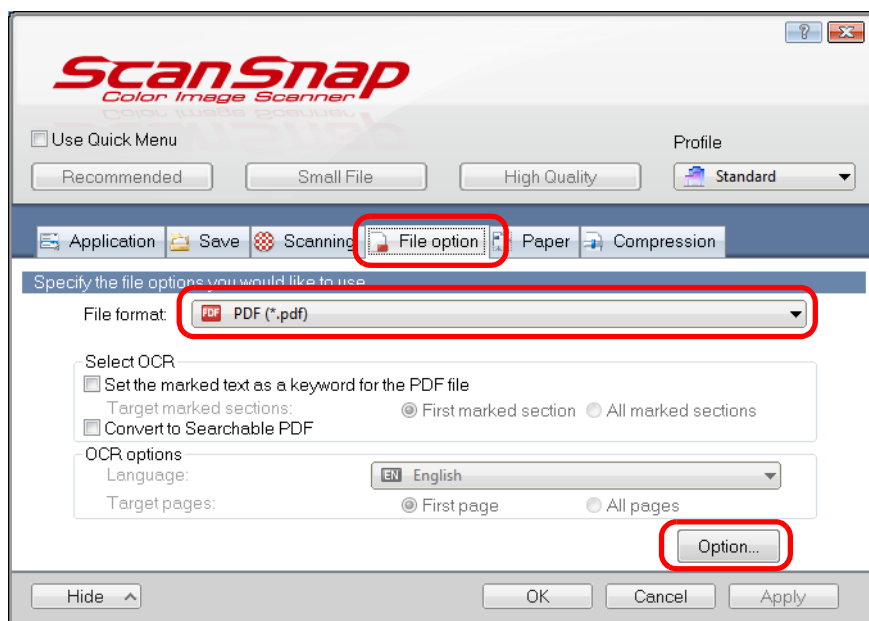 ScanSnap
Color Image Scanner
Use Quick Menu
Profile
Recommended Small File High Quality Standard
Application Save Scanning File option Paper Compression
Specify the file options you would like to use.
File format: PDF PDF (*.pdf)
Select OCR
Set the marked text as a keyword for the PDF file
Target marked sections: First marked section All marked sections
Convert to Searchable PDF
OCR options
Language: EN English
Target pages: First page All pages
Option...
Hide OK Cancel Apply